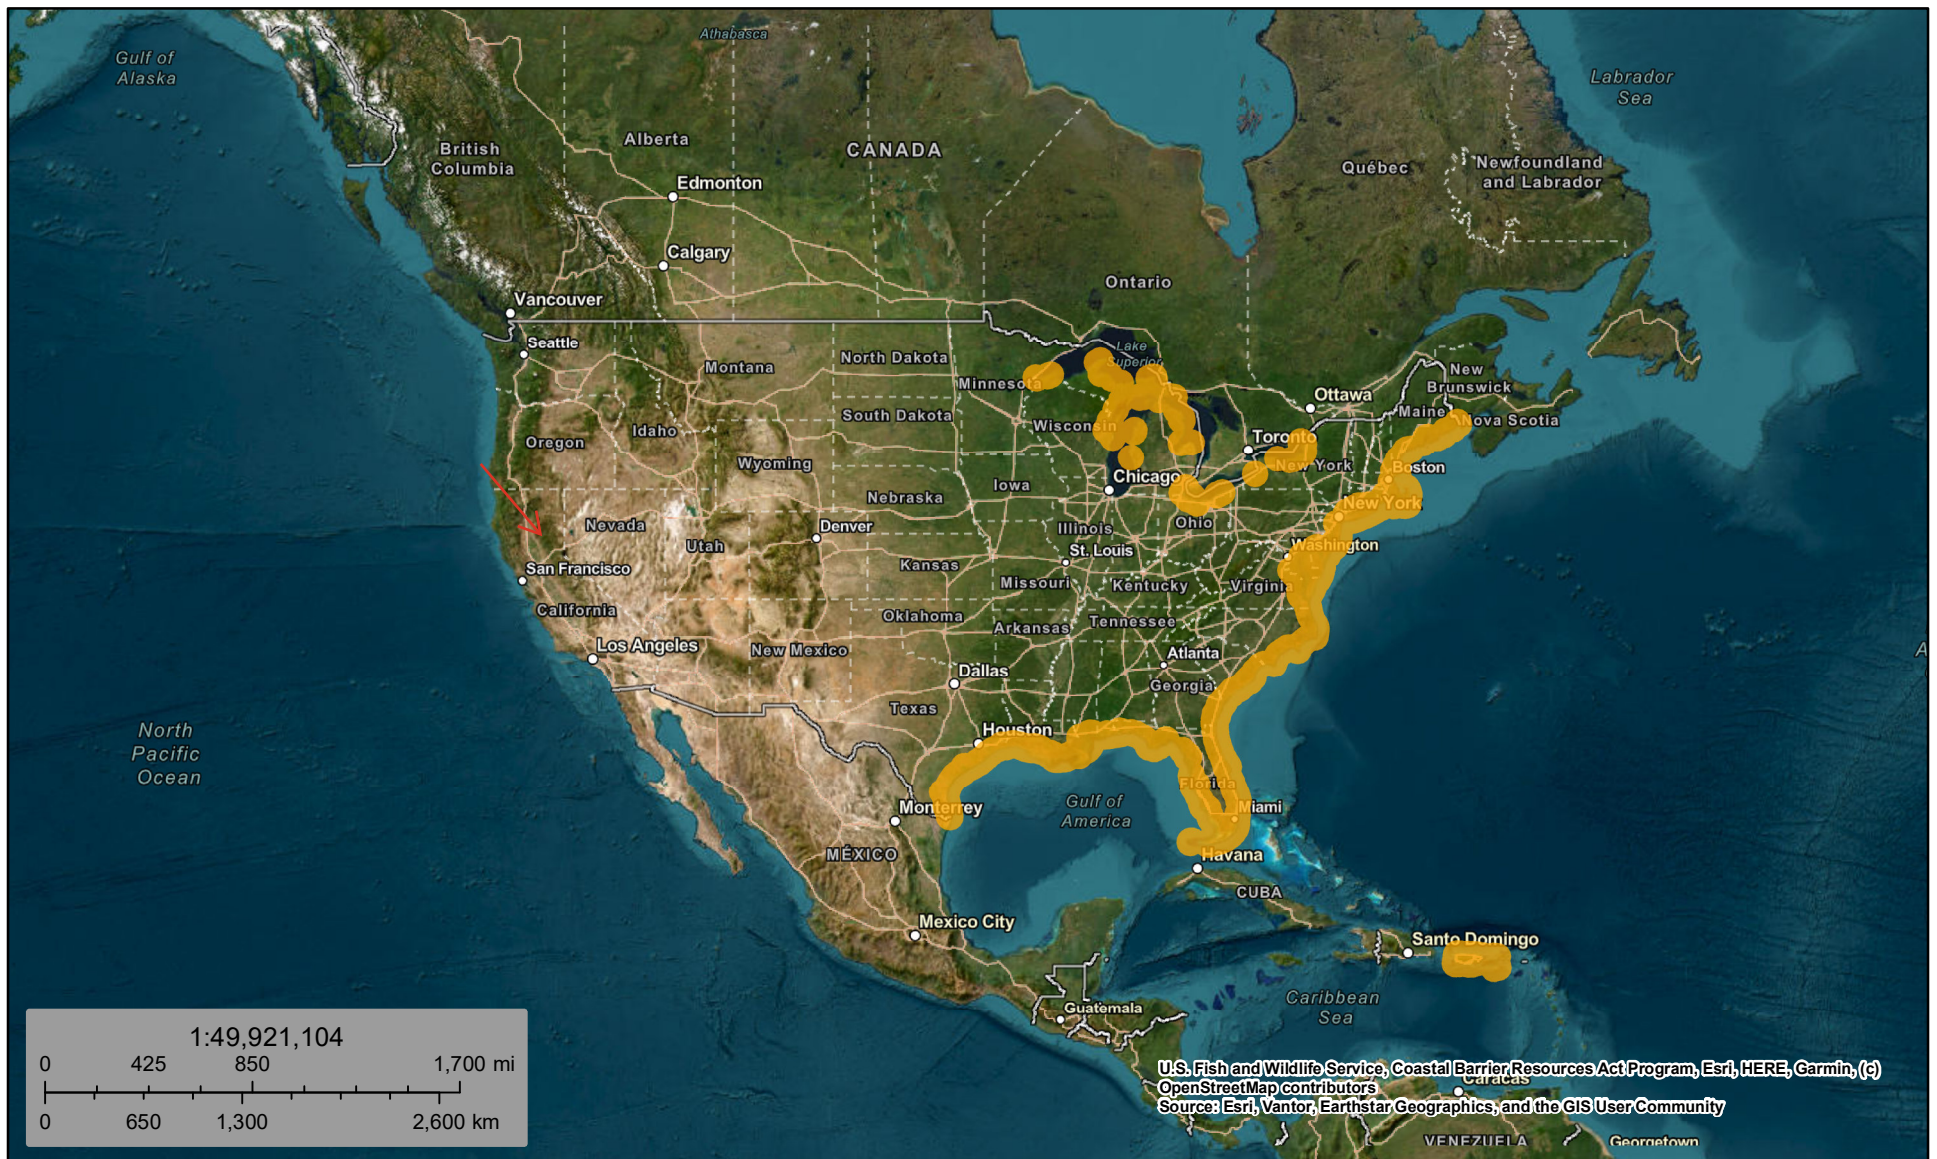 Athabasca
Gulf of
Alaska
Labrador
Sea
British
Columbia
Alberta
CANADA
Québec
Newfoundland
and Labrador
Edmonton
Calgary
Ontario
Vancouver
Seattle
Lake
Superior
North Dakota
Montana
Minnesota
New
Brunswick
Ottawa
Maine
Nova Scotia
South Dakota
Wisconsin
Idaho
Oregon
Toronto
Wyoming
New York
Boston
Chicago
Iowa
Nebraska
New York
Nevada
Denver
Illinois
Ohio
Utah
St. Louis
Washington
Kansas
San Francisco
Missouri
Kentucky
Virginia
California
Oklahoma
Arkansas
Tennessee
Los Angeles
New Mexico
Atlanta
Dallas
Georgia
Texas
North
Pacific
Ocean
Houston
Florida
Monterrey
Gulf of
America
Miami
MÉXICO
Havana
CUBA
Mexico City
Santo Domingo
Caribbean
Sea
Guatemala
1:49,921,104
0 425 850 1,700 mi
0 650 1,300 2,600 km
U.S. Fish and Wildlife Service, Coastal Barrier Resources Act Program, Esri, HERE, Garmin, (c)
OpenStreetMap contributors
Caracas
Source: Esri, Vantor, Earthstar Geographics, and the GIS User Community
VENEZUELA
Georgetown